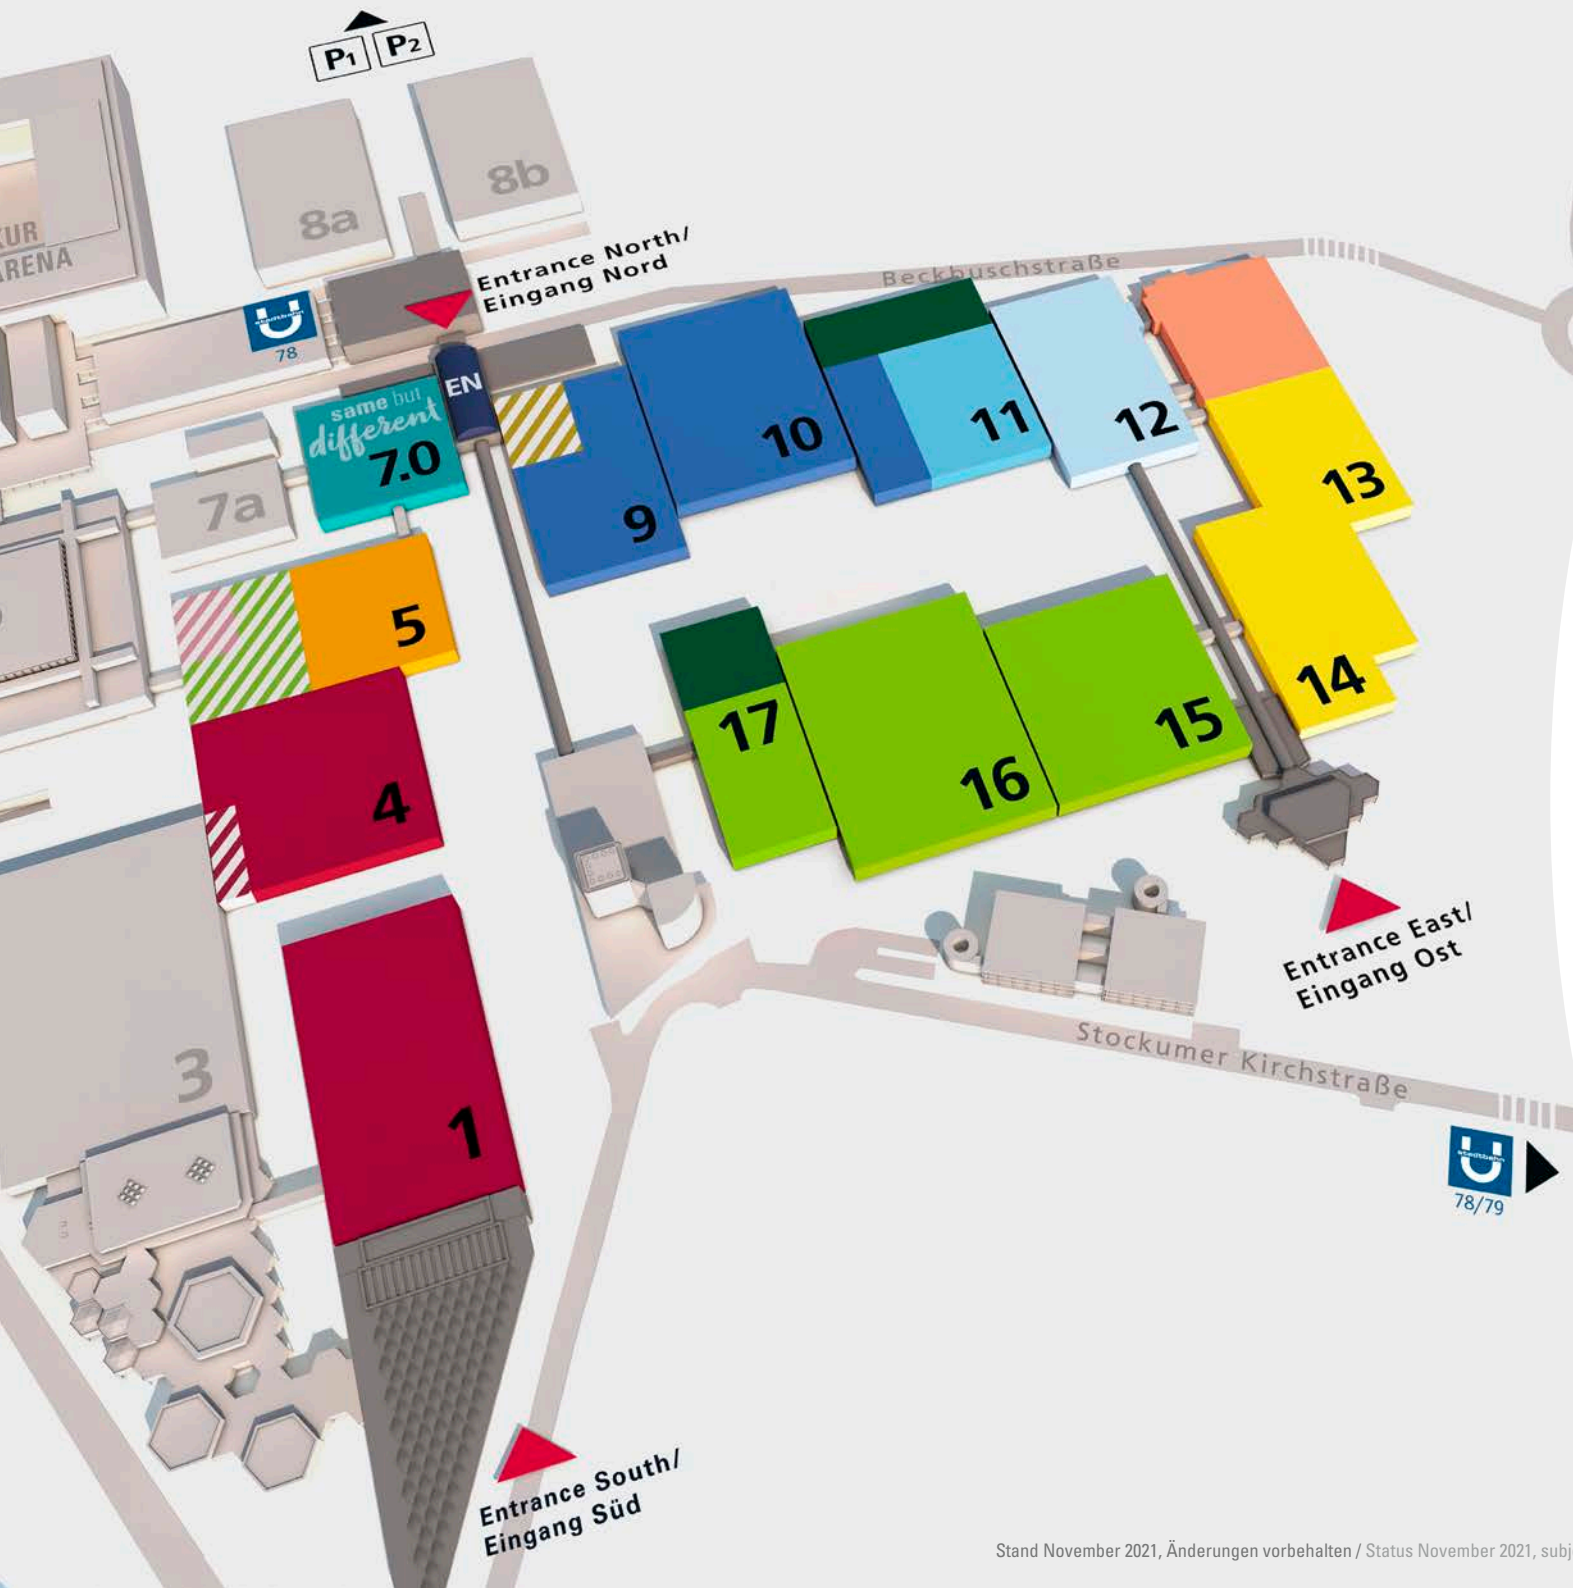 P1 P2
8b
8a
KUR
ARENA
Entrance North/
Eingang Nord
Beckbuschstraße
stadtbahn
U
78
EN
same but
different
7.0
7a
9
10
11
12
13
5
14
15
16
17
4
3
1
Entrance East/
Eingang Ost
Stockumer Kirchstraße
stadtbahn
U
78/79
Entrance South/
Eingang Süd
Stand November 2021, Änderungen vorbehalten / Status November 2021, subj